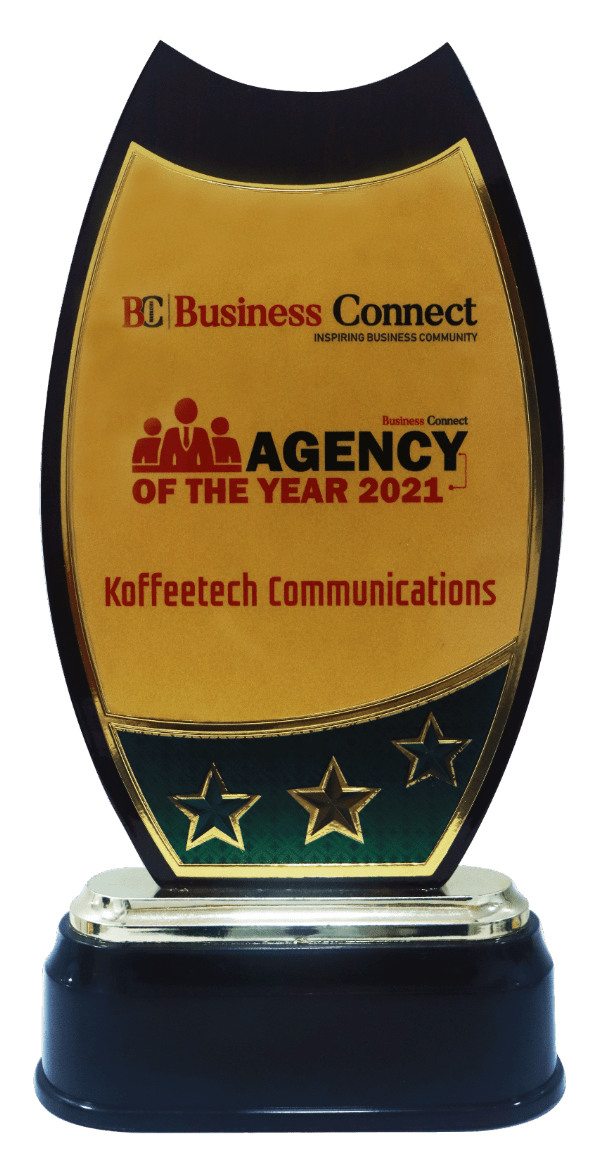 BC Business Connect
INSPIRING BUSINESS COMMUNITY
Business Connect
AGENCY
OF THE YEAR 2021
Koffeetech Communications